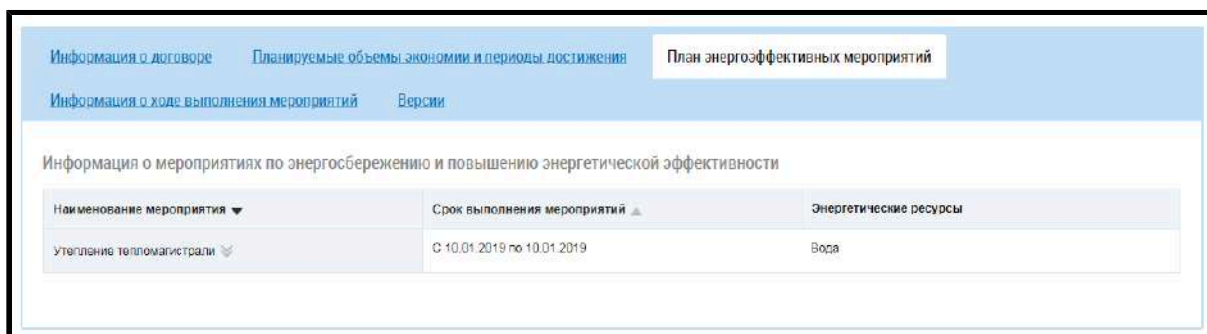 Информация о договоре Планируемые объемы экономии и периоды достижения План энергоэффективных мероприятий
Информация о ходе выполнения мероприятий Версии
Информация о мероприятиях по энергосбережению и повышению энергетической эффективности
Наименование мероприятия Срок выполнения мероприятий Энергетические ресурсы
Утепление тепломагистрали С 10.01.2019 по 10.01.2019 Вода